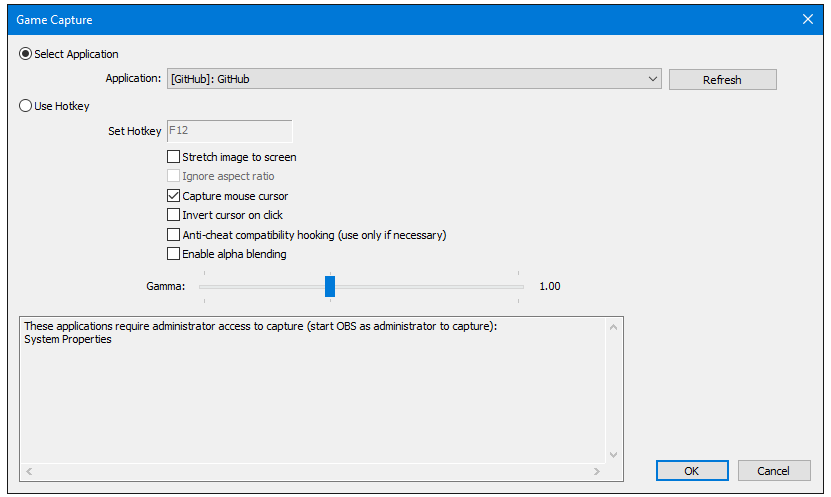 Game Capture
Select Application
Application: [GitHub]: GitHub Refresh
Use Hotkey
Set Hotkey F12
Stretch image to screen
Ignore aspect ratio
Capture mouse cursor
Invert cursor on click
Anti-cheat compatibility hooking (use only if necessary)
Enable alpha blending
Gamma: 1.00
These applications require administrator access to capture (start OBS as administrator to capture):
System Properties
OK Cancel